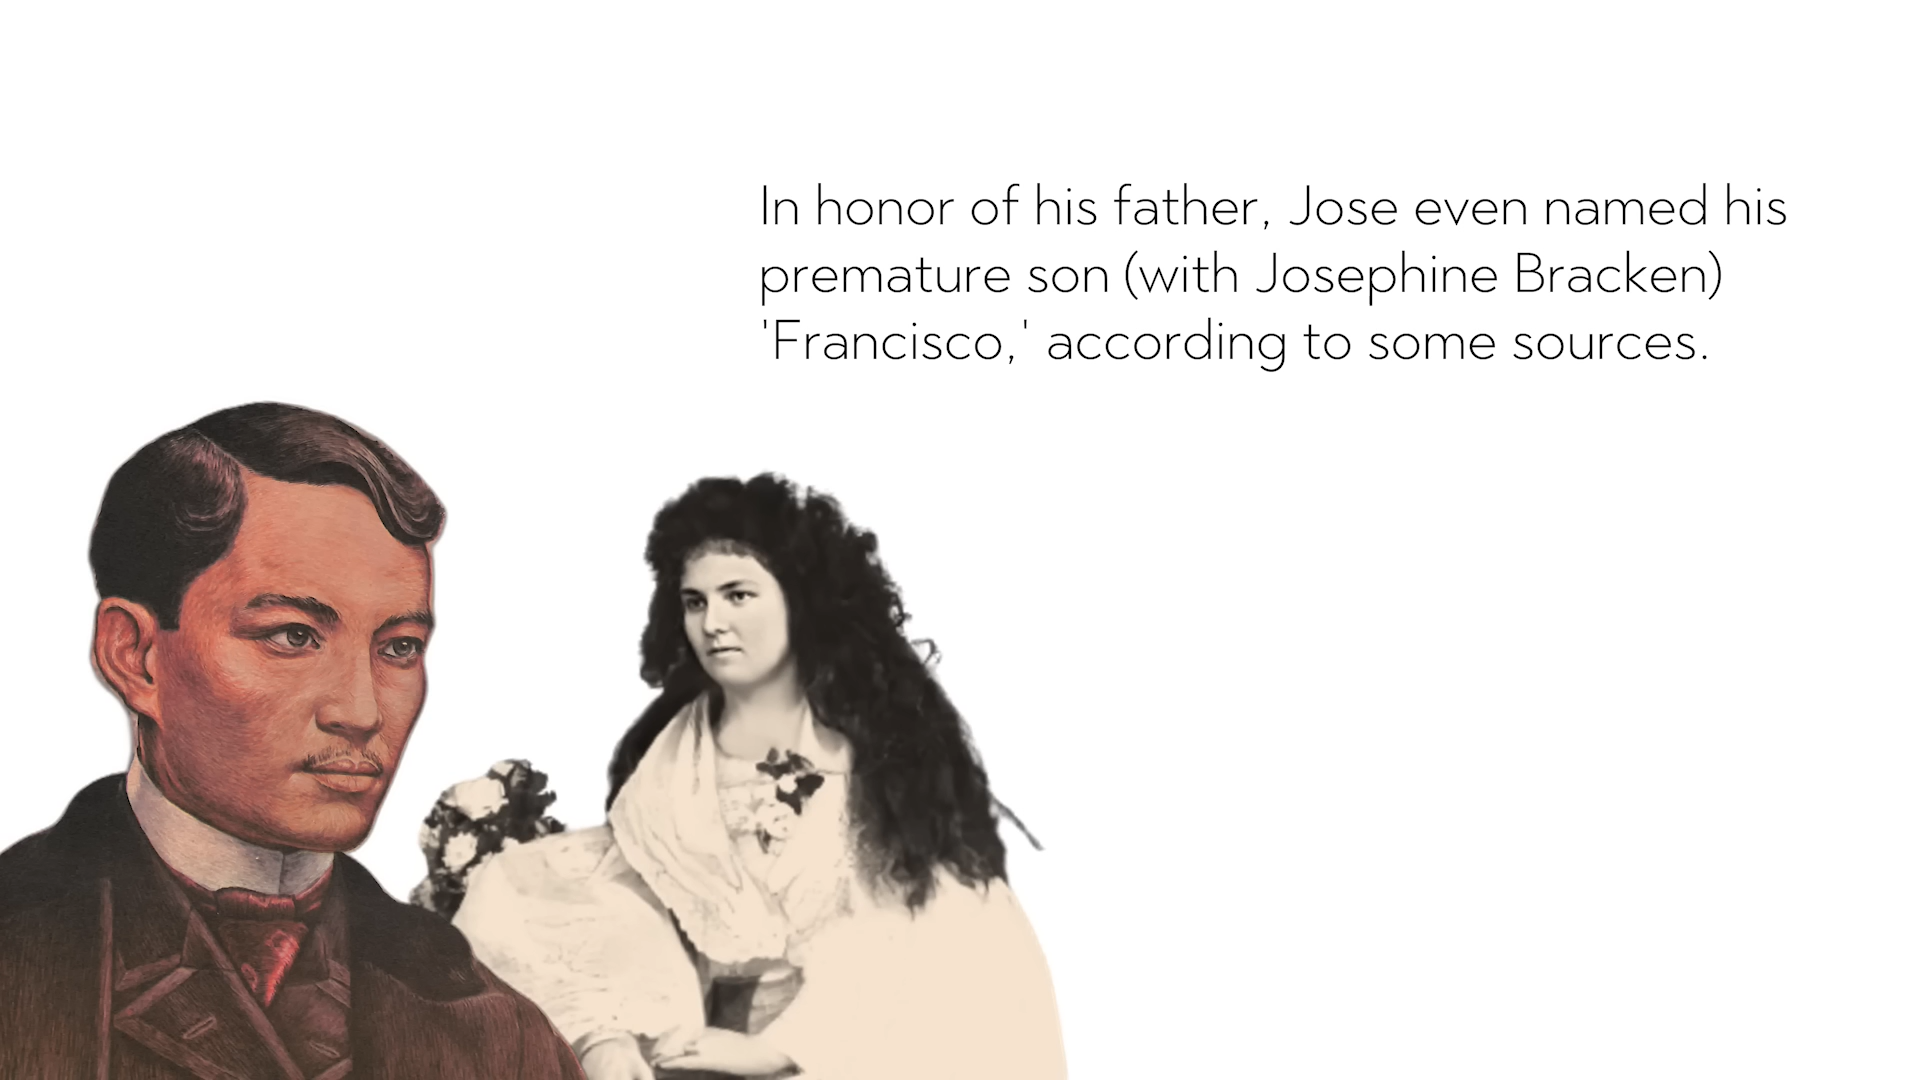 In honor of his father, Jose even named his
premature son (with Josephine Bracken)
'Francisco,' according to some sources.